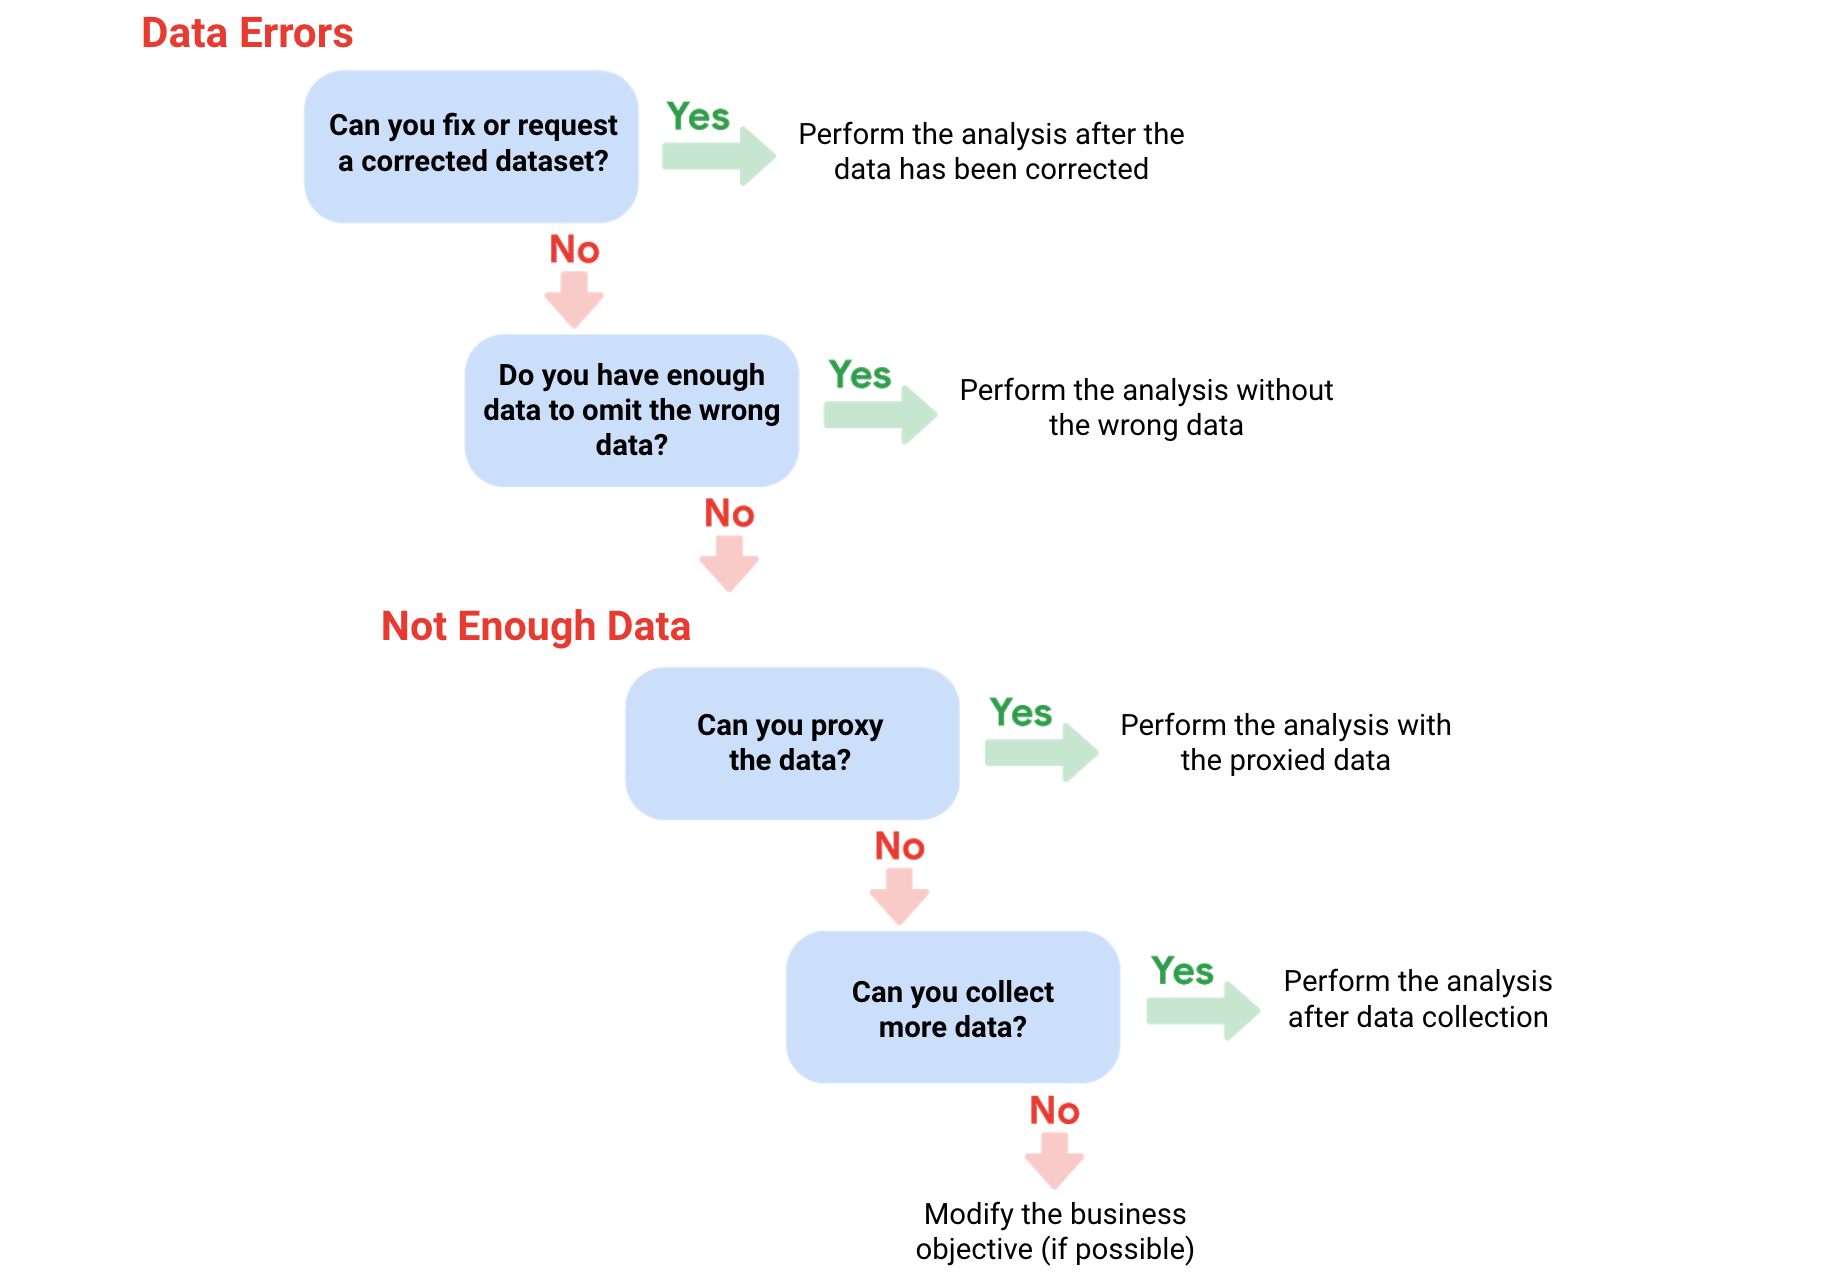 Data Errors
Can you fix or request
a corrected dataset?
Yes
Perform the analysis after the
data has been corrected
No
Do you have enough
data to omit the wrong
data?
Yes
Perform the analysis without
the wrong data
No
Not Enough Data
Can you proxy
the data?
Yes
Perform the analysis with
the proxied data
No
Can you collect
more data?
Yes
Perform the analysis
after data collection
No
Modify the business
objective (if possible)